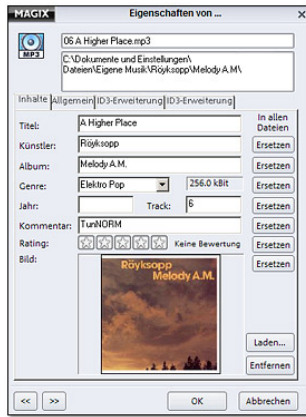 MAGIX Eigenschaften von ... x
MP3
06 A Higher Place.mp3
C:\Dokumente und Einstellungen\
Dateien\Eigene Musik\Röyksopp\Melody A.M\
Inhalte Allgemein ID3-Erweiterung ID3-Erweiterung
In allen
Dateien
Titel: A Higher Place Ersetzen
Künstler: Röyksopp Ersetzen
Album: Melody A.M. Ersetzen
Genre: Elektro Pop 256.0 kBit Ersetzen
Jahr: Track: 6 Ersetzen
Kommentar: TunNORM Ersetzen
Rating: Keine Bewertung Ersetzen
Bild: Ersetzen
Röyksopp
Melody A.M.
Laden...
Entfernen
<< >> OK Abbrechen